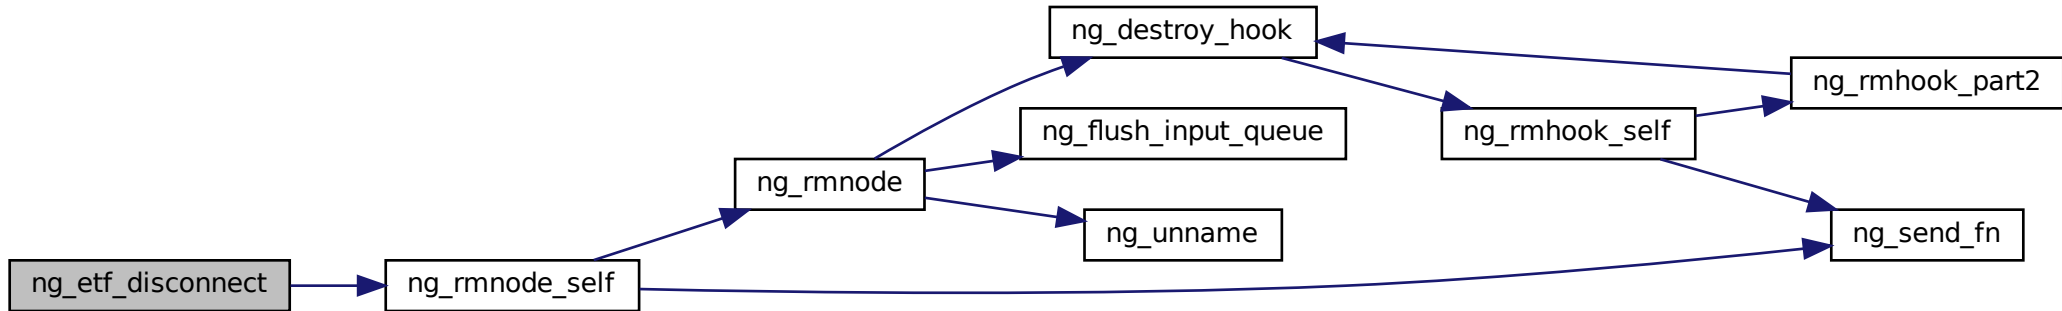 ng_etf_disconnect
ng_rmnode_self
ng_rmnode
ng_destroy_hook
ng_flush_input_queue
ng_unname
ng_rmhook_self
ng_rmhook_part2
ng_send_fn